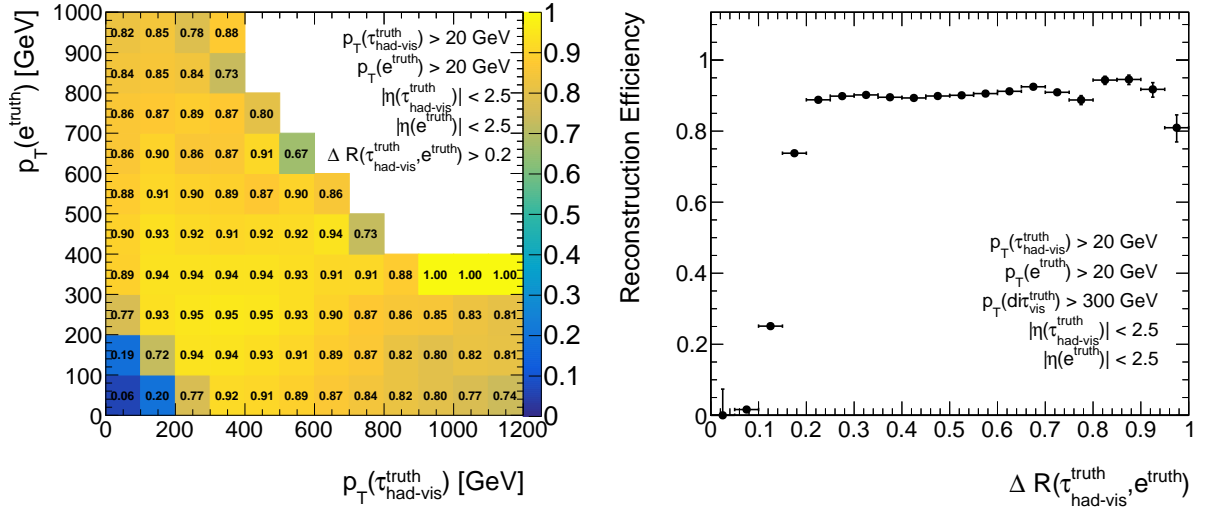 p_T(e^truth) [GeV]
1000
900
800
700
600
500
400
300
200
100
0
0.82 0.85 0.78 0.88
0.84 0.85 0.84 0.73
0.86 0.87 0.89 0.87 0.80
0.86 0.90 0.86 0.87 0.91 0.67
0.88 0.91 0.90 0.89 0.87 0.90 0.86
0.90 0.93 0.92 0.91 0.92 0.92 0.94 0.73
0.89 0.94 0.94 0.94 0.94 0.93 0.91 0.91 0.88 1.00 1.00 1.00
0.77 0.93 0.95 0.95 0.95 0.93 0.90 0.87 0.86 0.85 0.83 0.81
0.19 0.72 0.94 0.94 0.93 0.91 0.89 0.87 0.82 0.80 0.82 0.81
0.06 0.20 0.77 0.92 0.91 0.89 0.87 0.84 0.82 0.80 0.77 0.74
p_T(τ^truth_had-vis) > 20 GeV
p_T(e^truth) > 20 GeV
|η(τ^truth_had-vis)| < 2.5
|η(e^truth)| < 2.5
Δ R(τ^truth_had-vis,e^truth) > 0.2
0 200 400 600 800 1000 1200
p_T(τ^truth_had-vis) [GeV]
1
0.9
0.8
0.7
0.6
0.5
0.4
0.3
0.2
0.1
0
Reconstruction Efficiency
1
0.8
0.6
0.4
0.2
0
p_T(τ^truth_had-vis) > 20 GeV
p_T(e^truth) > 20 GeV
p_T(diτ^truth_vis) > 300 GeV
|η(τ^truth_had-vis)| < 2.5
|η(e^truth)| < 2.5
0 0.1 0.2 0.3 0.4 0.5 0.6 0.7 0.8 0.9 1
Δ R(τ^truth_had-vis,e^truth)